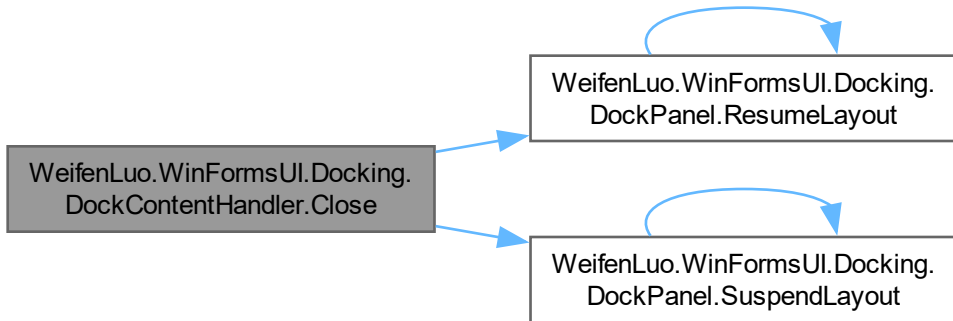 WeifenLuo.WinFormsUI.Docking.
DockContentHandler.Close
WeifenLuo.WinFormsUI.Docking.
DockPanel.ResumeLayout
WeifenLuo.WinFormsUI.Docking.
DockPanel.SuspendLayout